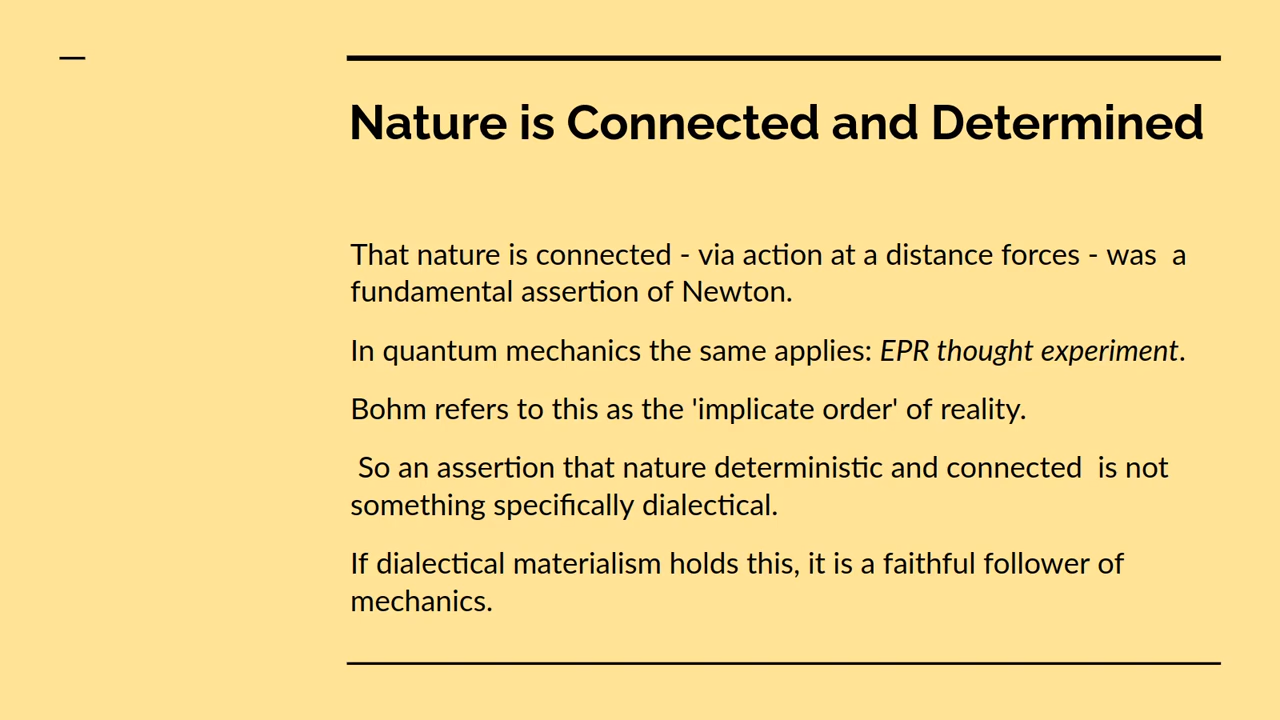 Nature is Connected and Determined
That nature is connected - via action at a distance forces - was  a
fundamental assertion of Newton.
In quantum mechanics the same applies: EPR thought experiment.
Bohm refers to this as the 'implicate order' of reality.
So an assertion that nature deterministic and connected  is not
something specifically dialectical.
If dialectical materialism holds this, it is a faithful follower of
mechanics.